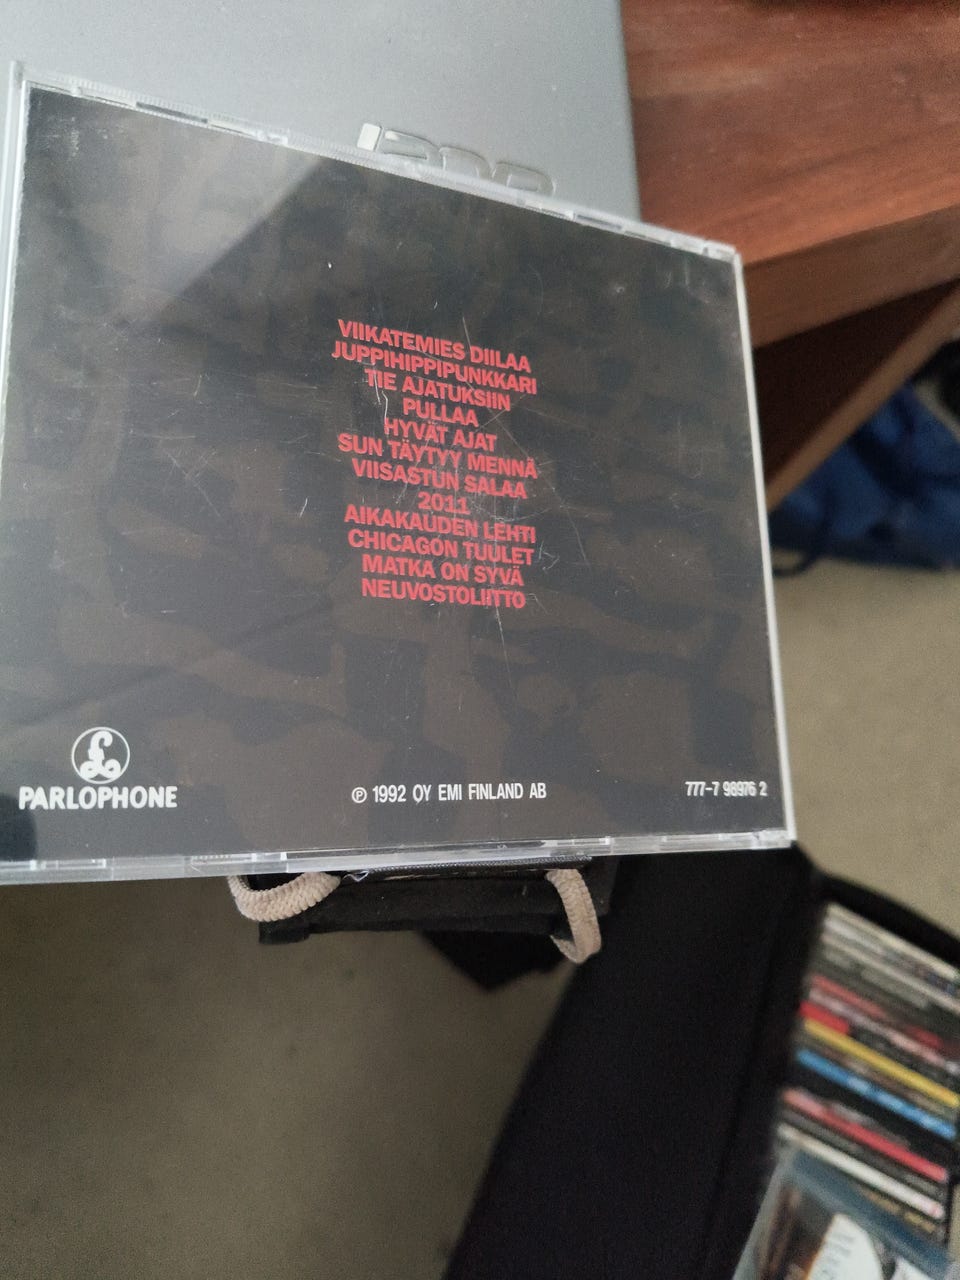 VIIKATEMIES DIILAA
JUPPIHIPPIPUNKKARI
TIE AJATUKSIIN
PULLAA
HYVÄT AJAT
SUN TÄYTYY MENNÄ
VIISASTUN SALAA
2011
AIKAKAUDEN LEHTI
CHICAGON TUULET
MATKA ON SYVÄ
NEUVOSTOLIITTO
PARLOPHONE
℗ 1992 OY EMI FINLAND AB
777-7 98976 2